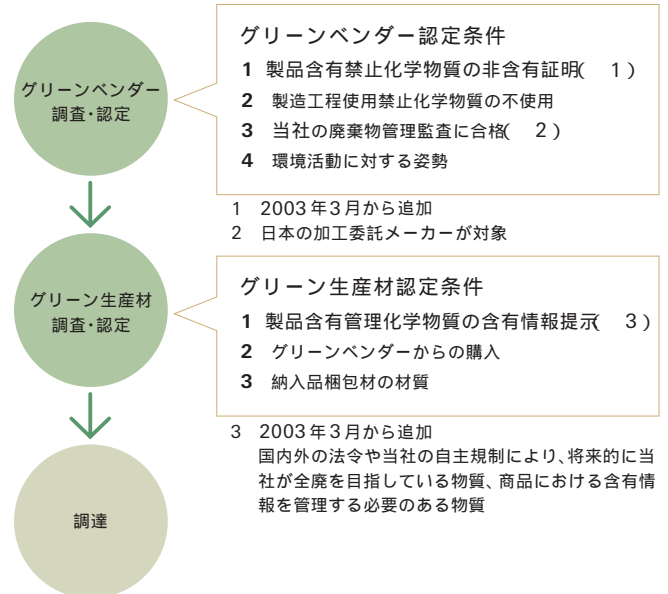 グリーンベンダー
調査・認定
グリーンベンダー認定条件
1 製品含有禁止化学物質の非含有証明( 1)
2 製造工程使用禁止化学物質の不使用
3 当社の廃棄物管理監査に合格( 2)
4 環境活動に対する姿勢
1 2003年3月から追加
2 日本の加工委託メーカーが対象
グリーン生産材
調査・認定
グリーン生産材認定条件
1 製品含有管理化学物質の含有情報提示( 3)
2 グリーンベンダーからの購入
3 納入品梱包材の材質
3 2003年3月から追加
国内外の法令や当社の自主規制により、将来的に当
社が全廃を目指している物質、商品における含有情
報を管理する必要のある物質
調達